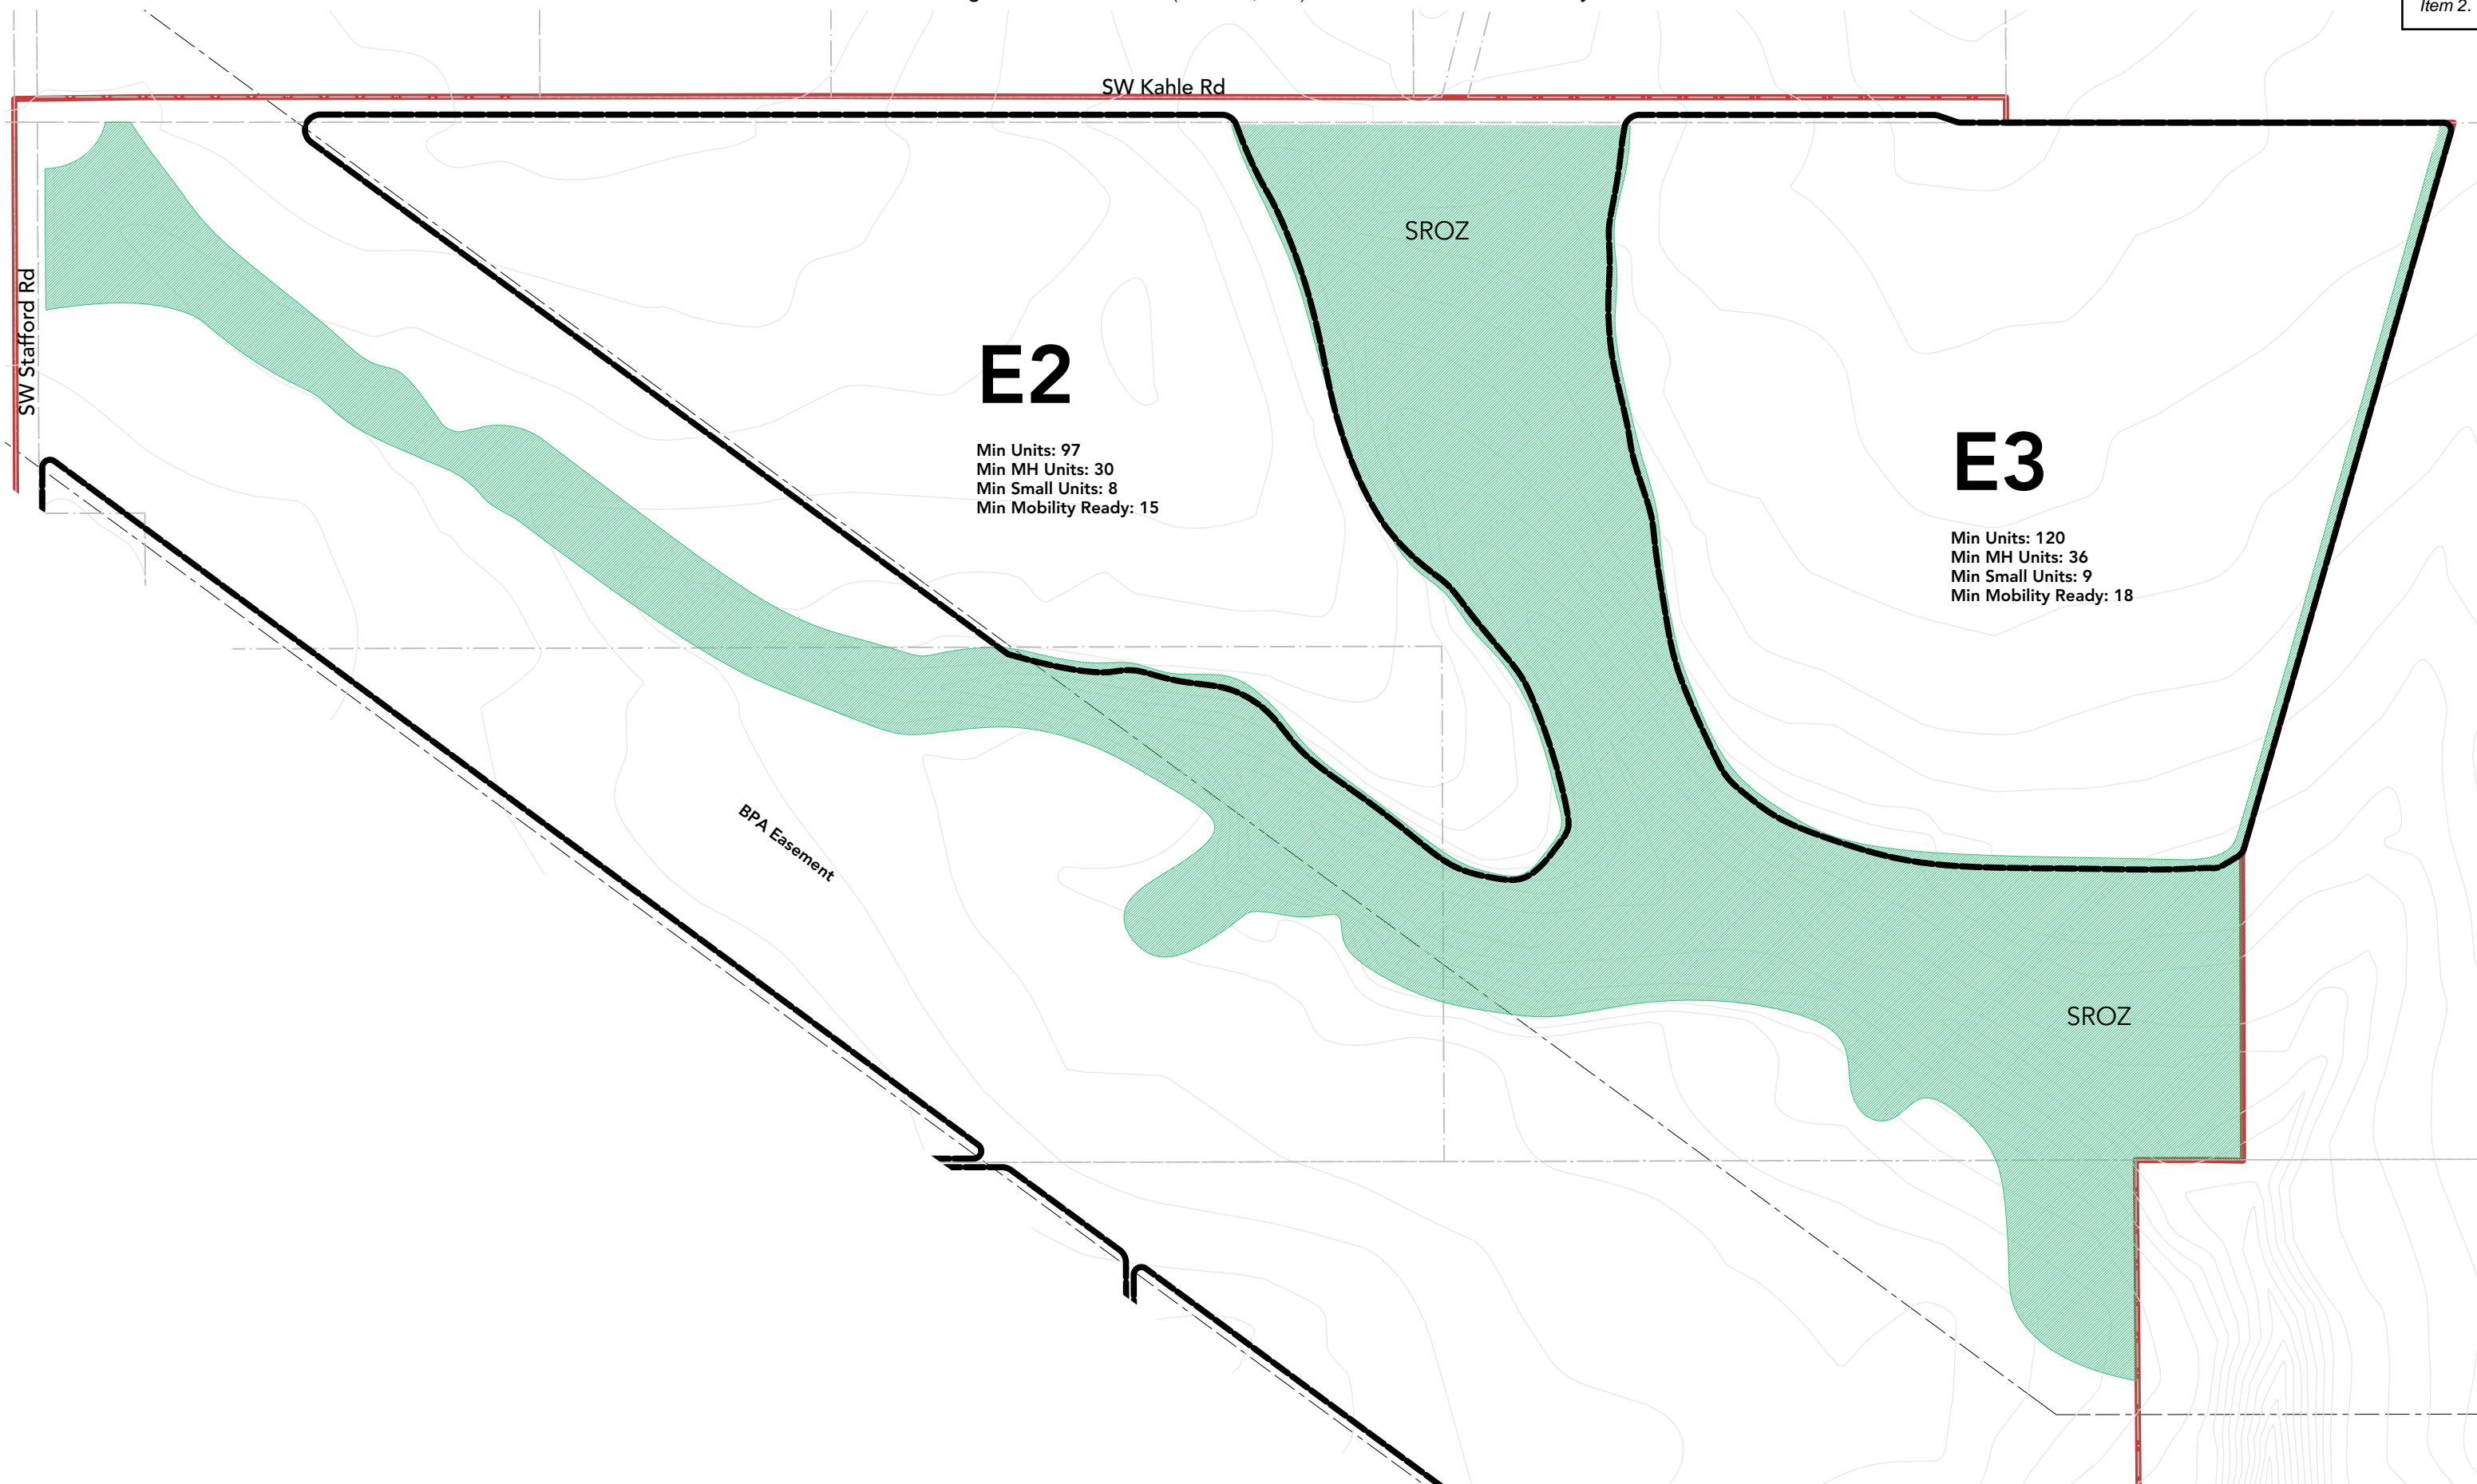 Item 2.
SW Kahle Rd
SROZ
SW Stafford Rd
E2
Min Units: 97
Min MH Units: 30
Min Small Units: 8
Min Mobility Ready: 15
E3
Min Units: 120
Min MH Units: 36
Min Small Units: 9
Min Mobility Ready: 18
BPA Easement
SROZ